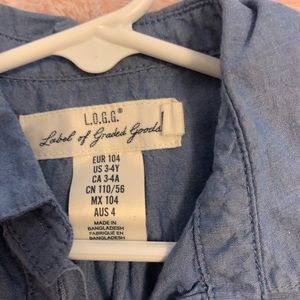 L.O.G.G.®
Label of Graded Goods
EUR 104
US 3-4Y
CA 3-4A
CN 110/56
MX 104
AUS 4
MADE IN
BANGLADESH
FABRIQUÉ EN
BANGLADESH